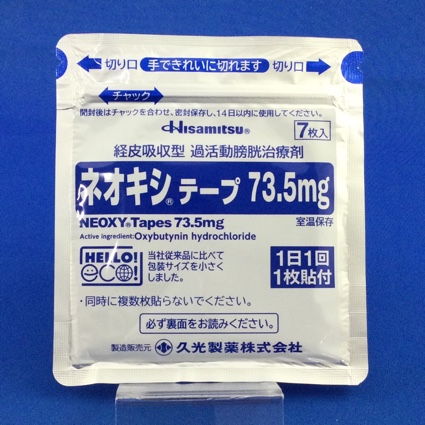 切り口 手できれいに切れます 切り口
チャック
開封後はチャックを合わせ、密封保存し、14日以内に使用してください。
Hisamitsu®
7枚入
経皮吸収型 過活動膀胱治療剤
ネオキシ®テープ 73.5mg
NEOXY®Tapes 73.5mg
室温保存
Active ingredient: Oxybutynin hydrochloride
HELLO!
eco!
当社従来品に比べて
包装サイズを小さく
しました。
1日1回
1枚貼付
・同時に複数枚貼らないでください。
必ず裏面をお読みください。
製造販売元 久光製薬株式会社